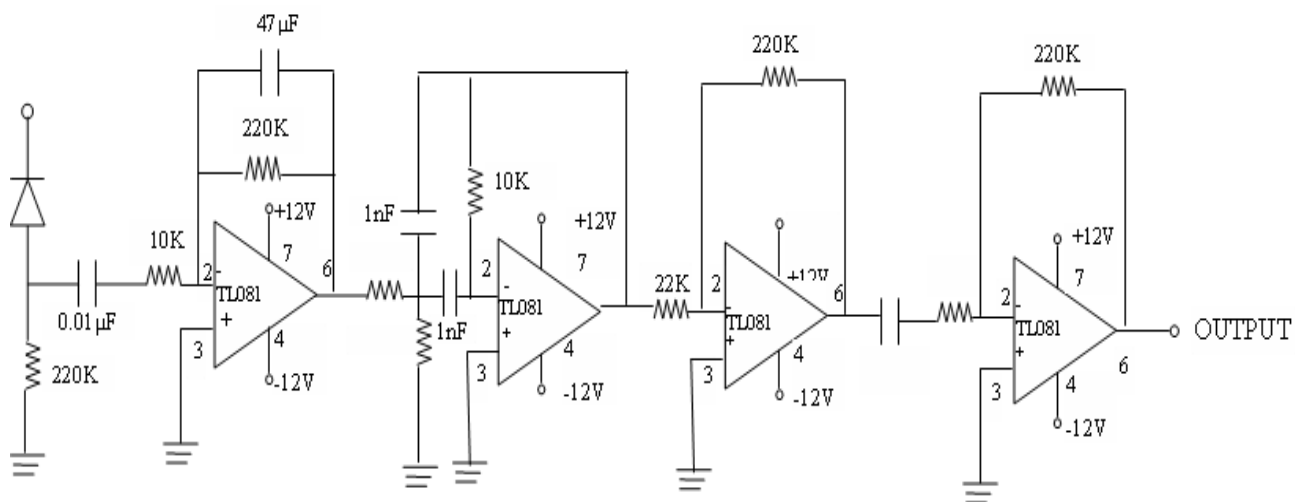 47μF
220K
220K
220K
+12V
7
10K
2
-
TL081
6
+
3
4
-12V
0.01μF
220K
1nF
10K
+12V
7
2
-
TL081
1nF
+
3
4
-12V
22K
2
-
+12V
6
TL081
+
3
4
-12V
+12V
7
2
-
TL081
+
3
4
6
-12V
OUTPUT